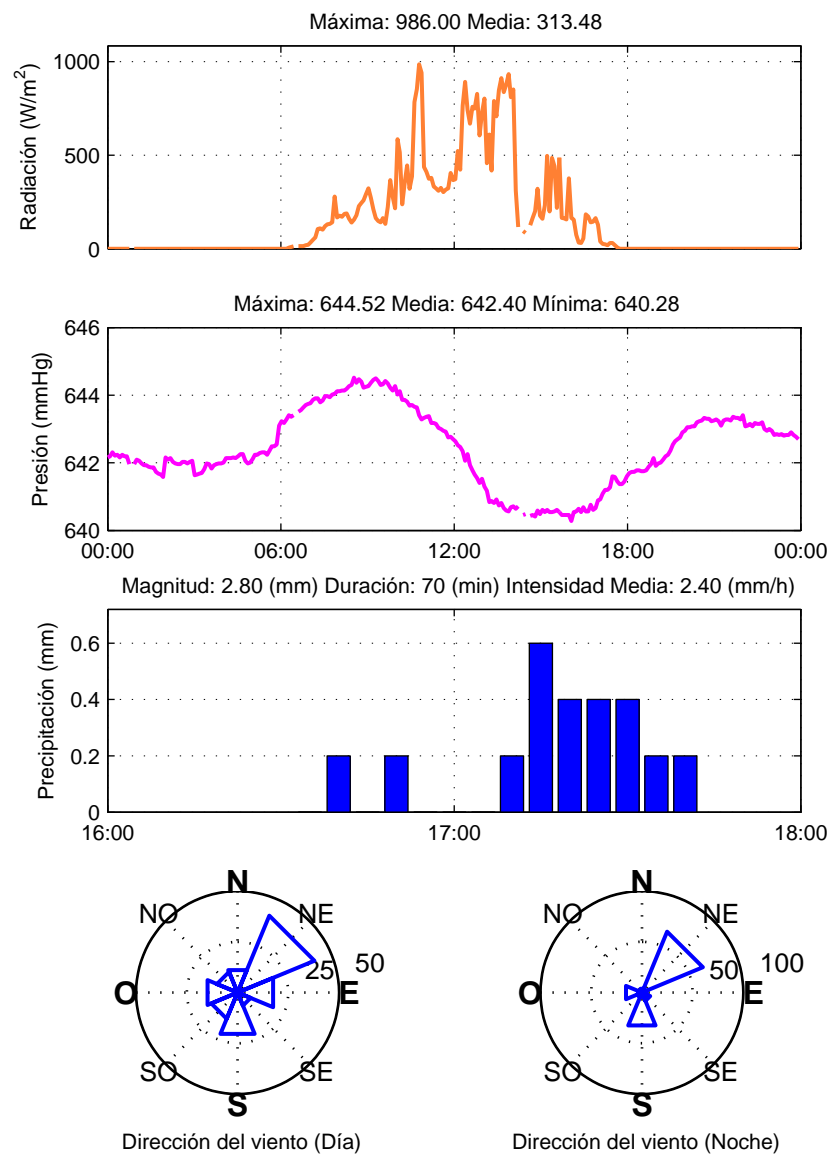 Máxima: 986.00 Media: 313.48
Radiación (W/m²)
1000
500
0
Máxima: 644.52 Media: 642.40 Mínima: 640.28
Presión (mmHg)
646
644
642
640
00:00 06:00 12:00 18:00 00:00
Magnitud: 2.80 (mm) Duración: 70 (min) Intensidad Media: 2.40 (mm/h)
Precipitación (mm)
0.6
0.4
0.2
0
16:00 17:00 18:00
N
NO NE
25 50
O E
SO SE
S
Dirección del viento (Día)
N
NO NE
50 100
O E
SO SE
S
Dirección del viento (Noche)